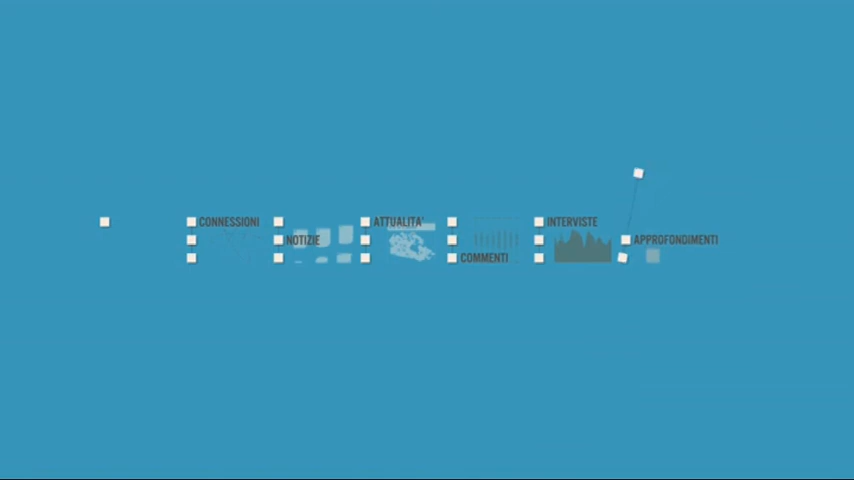 CONNESSIONI
NOTIZIE
ATTUALITA'
COMMENTI
INTERVISTE
APPROFONDIMENTI